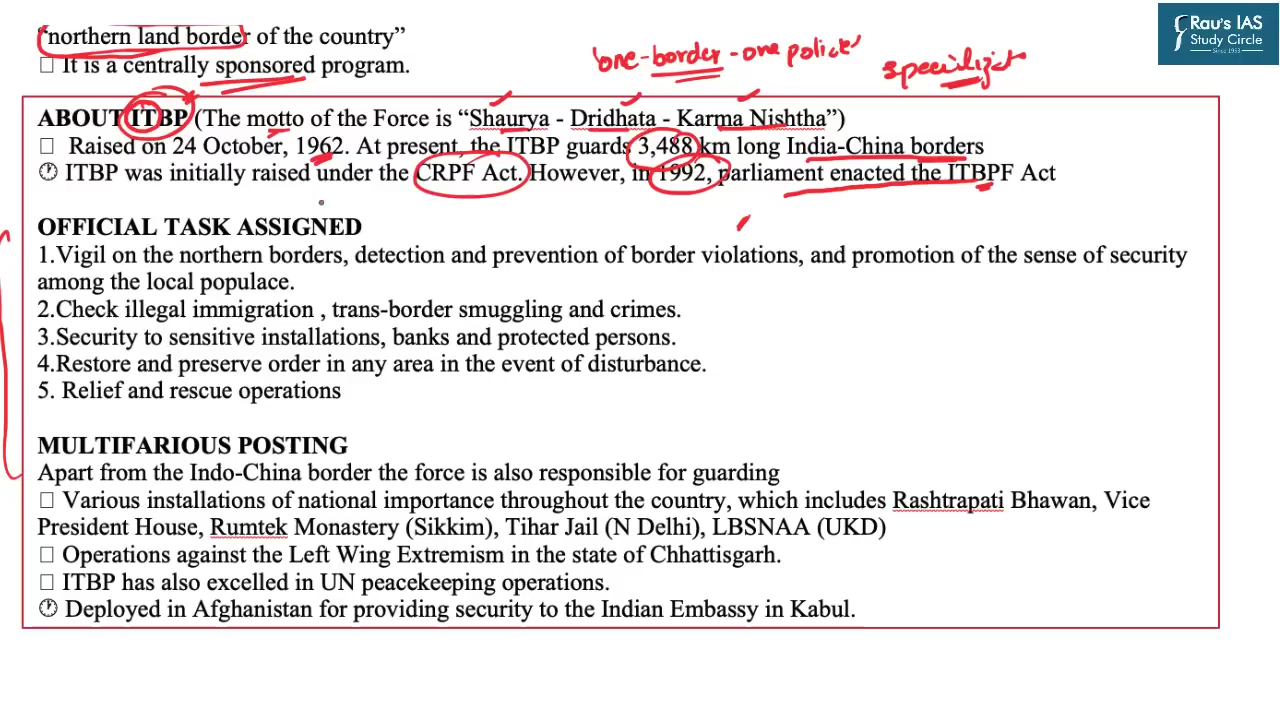 "northern land border of the country"
□ It is a centrally sponsored program.
'one-border-one police'
specialized
Rau's IAS
Study Circle
Since 1953
ABOUT ITBP (The motto of the Force is "Shaurya - Dridhata - Karma Nishtha")
□ Raised on 24 October, 1962. At present, the ITBP guards 3,488 km long India-China borders
🕐 ITBP was initially raised under the CRPF Act. However, in 1992, parliament enacted the ITBPF Act
OFFICIAL TASK ASSIGNED
1.Vigil on the northern borders, detection and prevention of border violations, and promotion of the sense of security
among the local populace.
2.Check illegal immigration , trans-border smuggling and crimes.
3.Security to sensitive installations, banks and protected persons.
4.Restore and preserve order in any area in the event of disturbance.
5. Relief and rescue operations
MULTIFARIOUS POSTING
Apart from the Indo-China border the force is also responsible for guarding
□ Various installations of national importance throughout the country, which includes Rashtrapati Bhawan, Vice
President House, Rumtek Monastery (Sikkim), Tihar Jail (N Delhi), LBSNAA (UKD)
□ Operations against the Left Wing Extremism in the state of Chhattisgarh.
□ ITBP has also excelled in UN peacekeeping operations.
🕐 Deployed in Afghanistan for providing security to the Indian Embassy in Kabul.